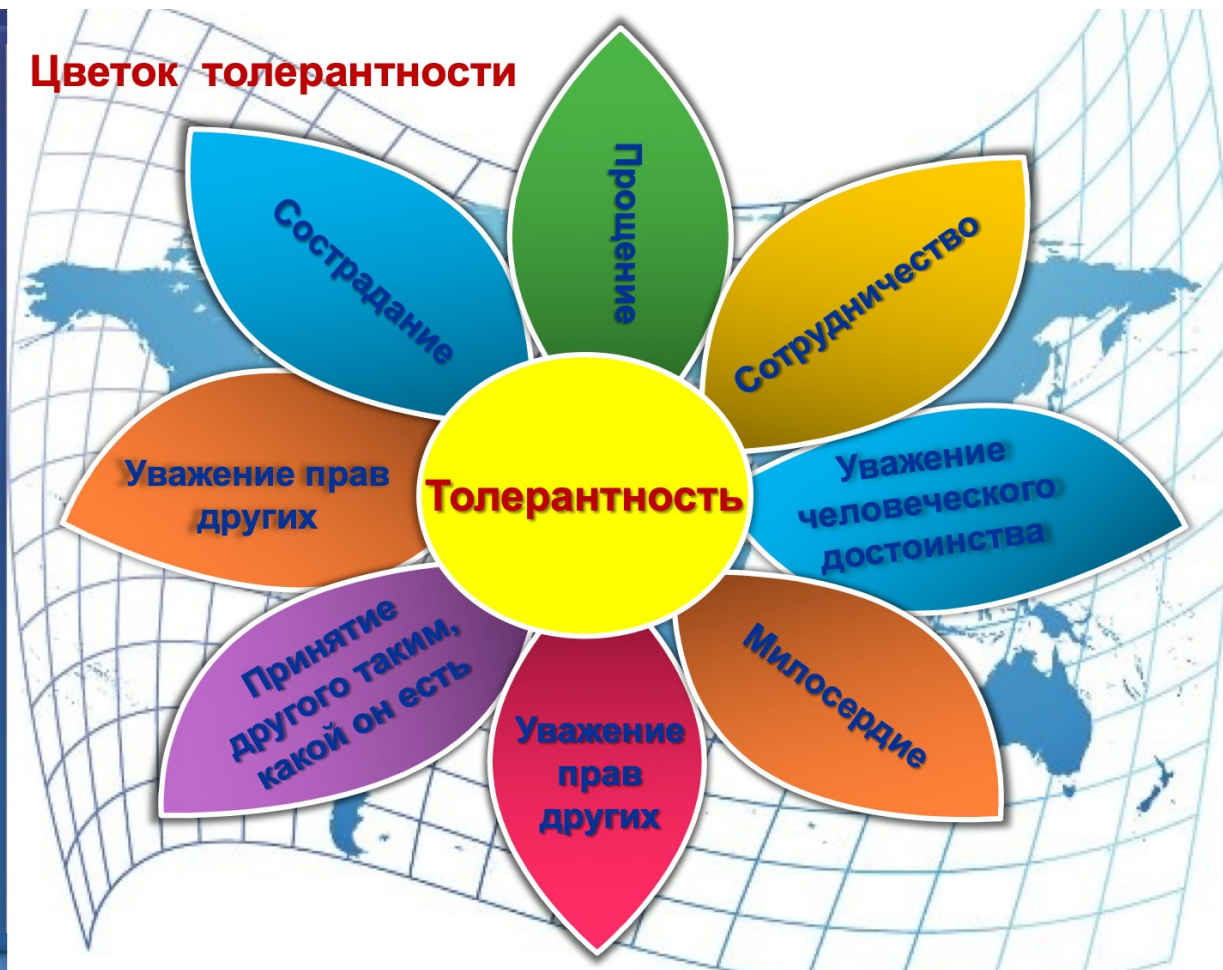 Цветок толерантности
Прощение
Сотрудничество
Уважение
человеческого
достоинства
Милосердие
Уважение
прав
других
Принятие
другого таким,
какой он есть
Уважение прав
других
Сострадание
Толерантность